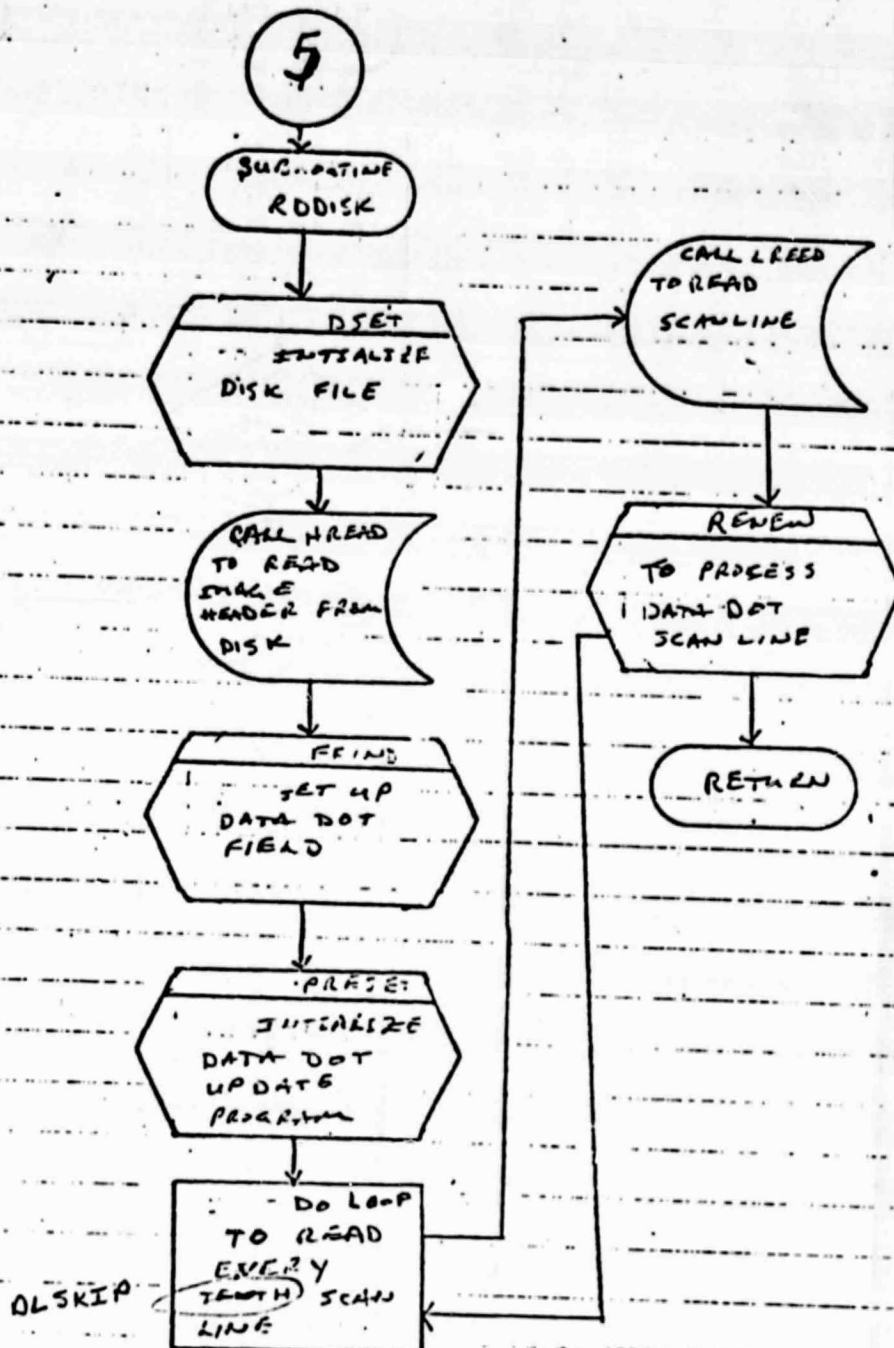 5
SUBROUTINE
RDDISK
DSET
INITIALIZE
DISK FILE
CALL HREAD
TO READ
IMAGE
HEADER FROM
DISK
FFIND
SET UP
DATA DOT
FIELD
PRESET
INITIALIZE
DATA DOT
UPDATE
PROGRAM
DO LOOP
TO READ
EVERY
TENTH SCAN
LINE
DLSKIP
CALL LREED
TO READ
SCANLINE
RENEW
TO PROCESS
DATA DOT
SCAN LINE
RETURN